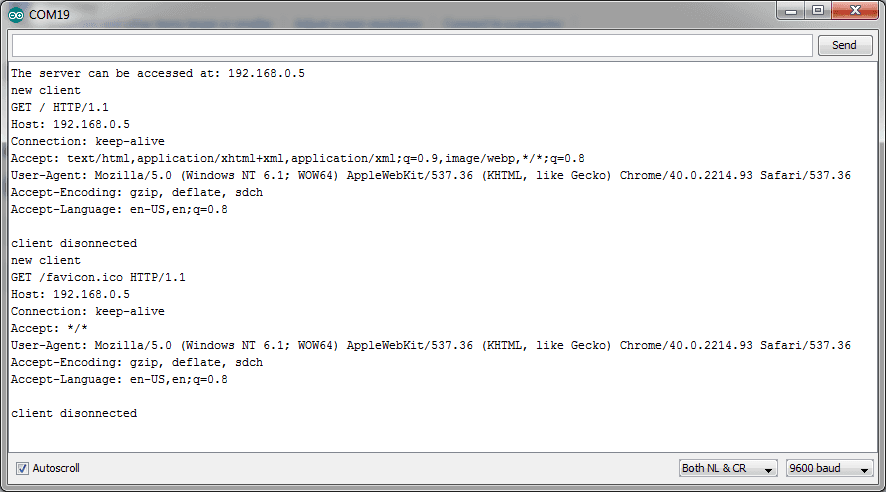 COM19
Send
The server can be accessed at: 192.168.0.5
new client
GET / HTTP/1.1
Host: 192.168.0.5
Connection: keep-alive
Accept: text/html,application/xhtml+xml,application/xml;q=0.9,image/webp,*/*;q=0.8
User-Agent: Mozilla/5.0 (Windows NT 6.1; WOW64) AppleWebKit/537.36 (KHTML, like Gecko) Chrome/40.0.2214.93 Safari/537.36
Accept-Encoding: gzip, deflate, sdch
Accept-Language: en-US,en;q=0.8

client disonnected
new client
GET /favicon.ico HTTP/1.1
Host: 192.168.0.5
Connection: keep-alive
Accept: */*
User-Agent: Mozilla/5.0 (Windows NT 6.1; WOW64) AppleWebKit/537.36 (KHTML, like Gecko) Chrome/40.0.2214.93 Safari/537.36
Accept-Encoding: gzip, deflate, sdch
Accept-Language: en-US,en;q=0.8

client disonnected
Autoscroll
Both NL & CR
9600 baud